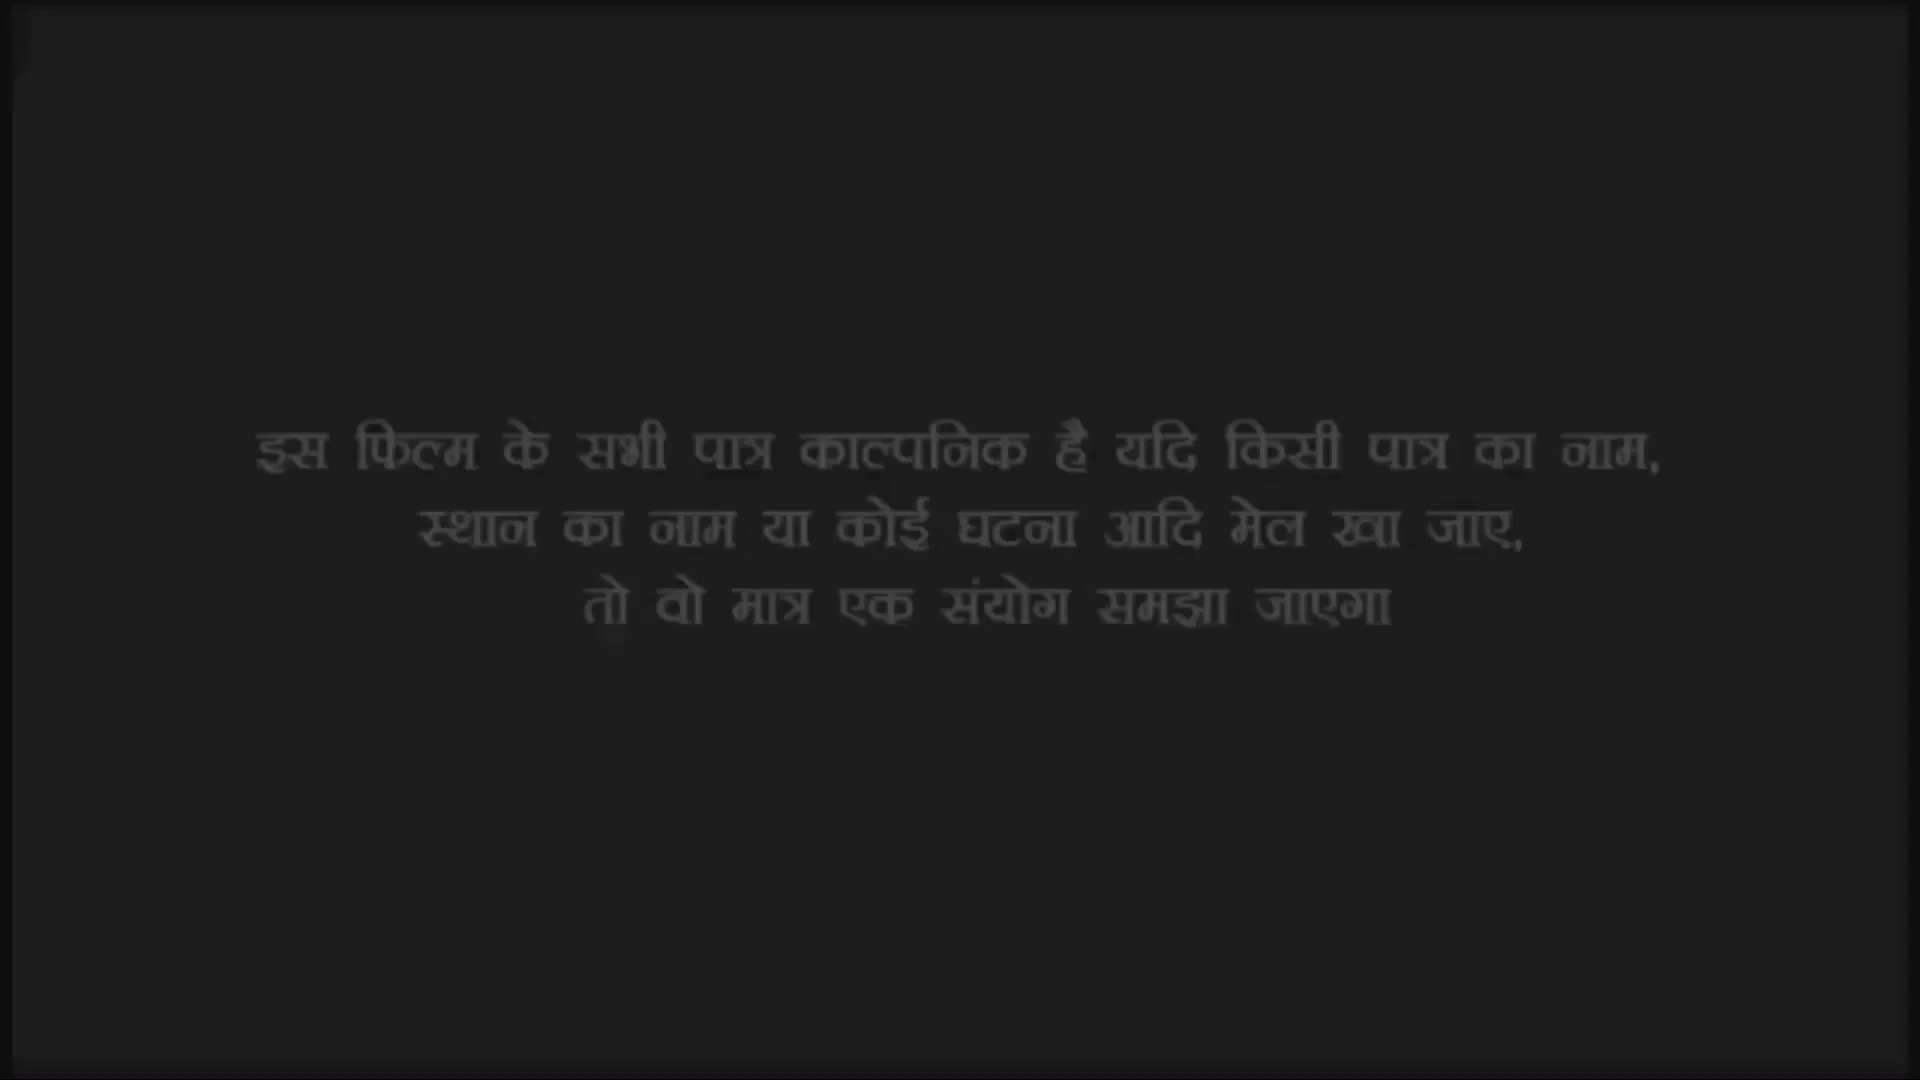 इस फिल्म के सभी पात्र काल्पनिक है यदि किसी पात्र का नाम,
स्थान का नाम या कोई घटना आदि मेल खा जाए,
तो वो मात्र एक संयोग समझा जाएगा